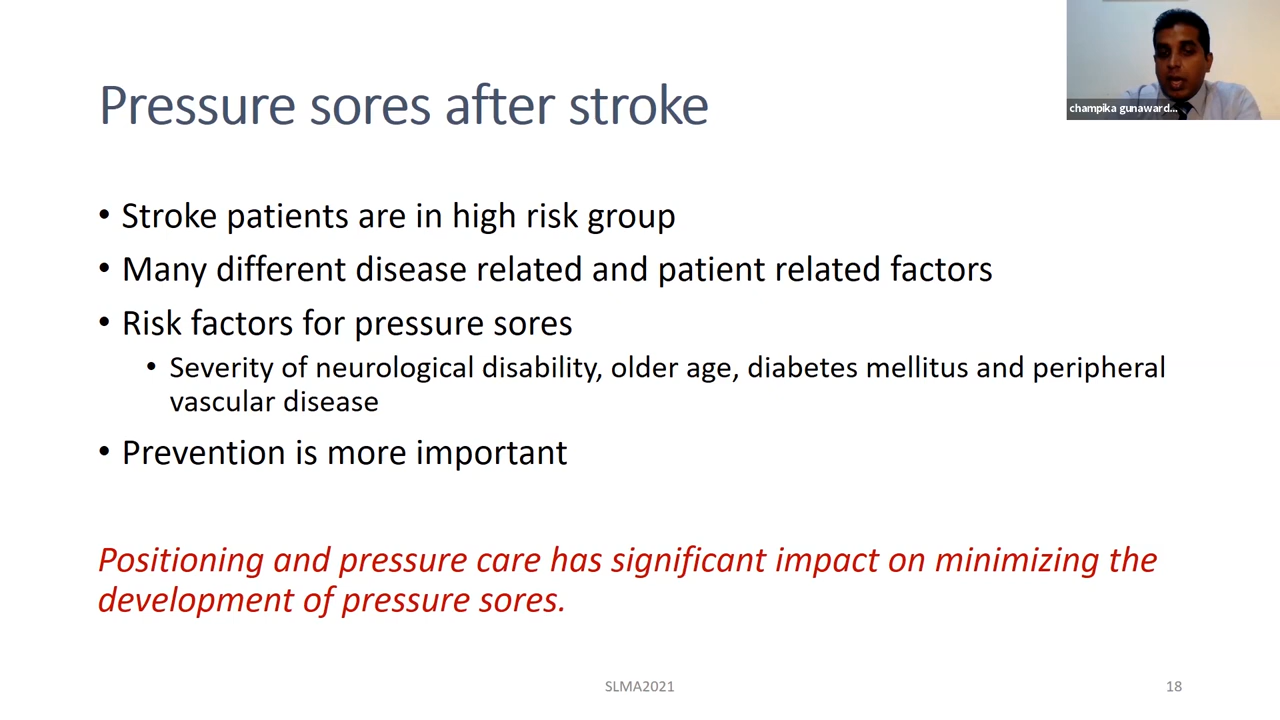 Pressure sores after stroke
champika gunaward...
• Stroke patients are in high risk group
• Many different disease related and patient related factors
• Risk factors for pressure sores
• Severity of neurological disability, older age, diabetes mellitus and peripheral
vascular disease
• Prevention is more important
Positioning and pressure care has significant impact on minimizing the
development of pressure sores.
SLMA2021
18